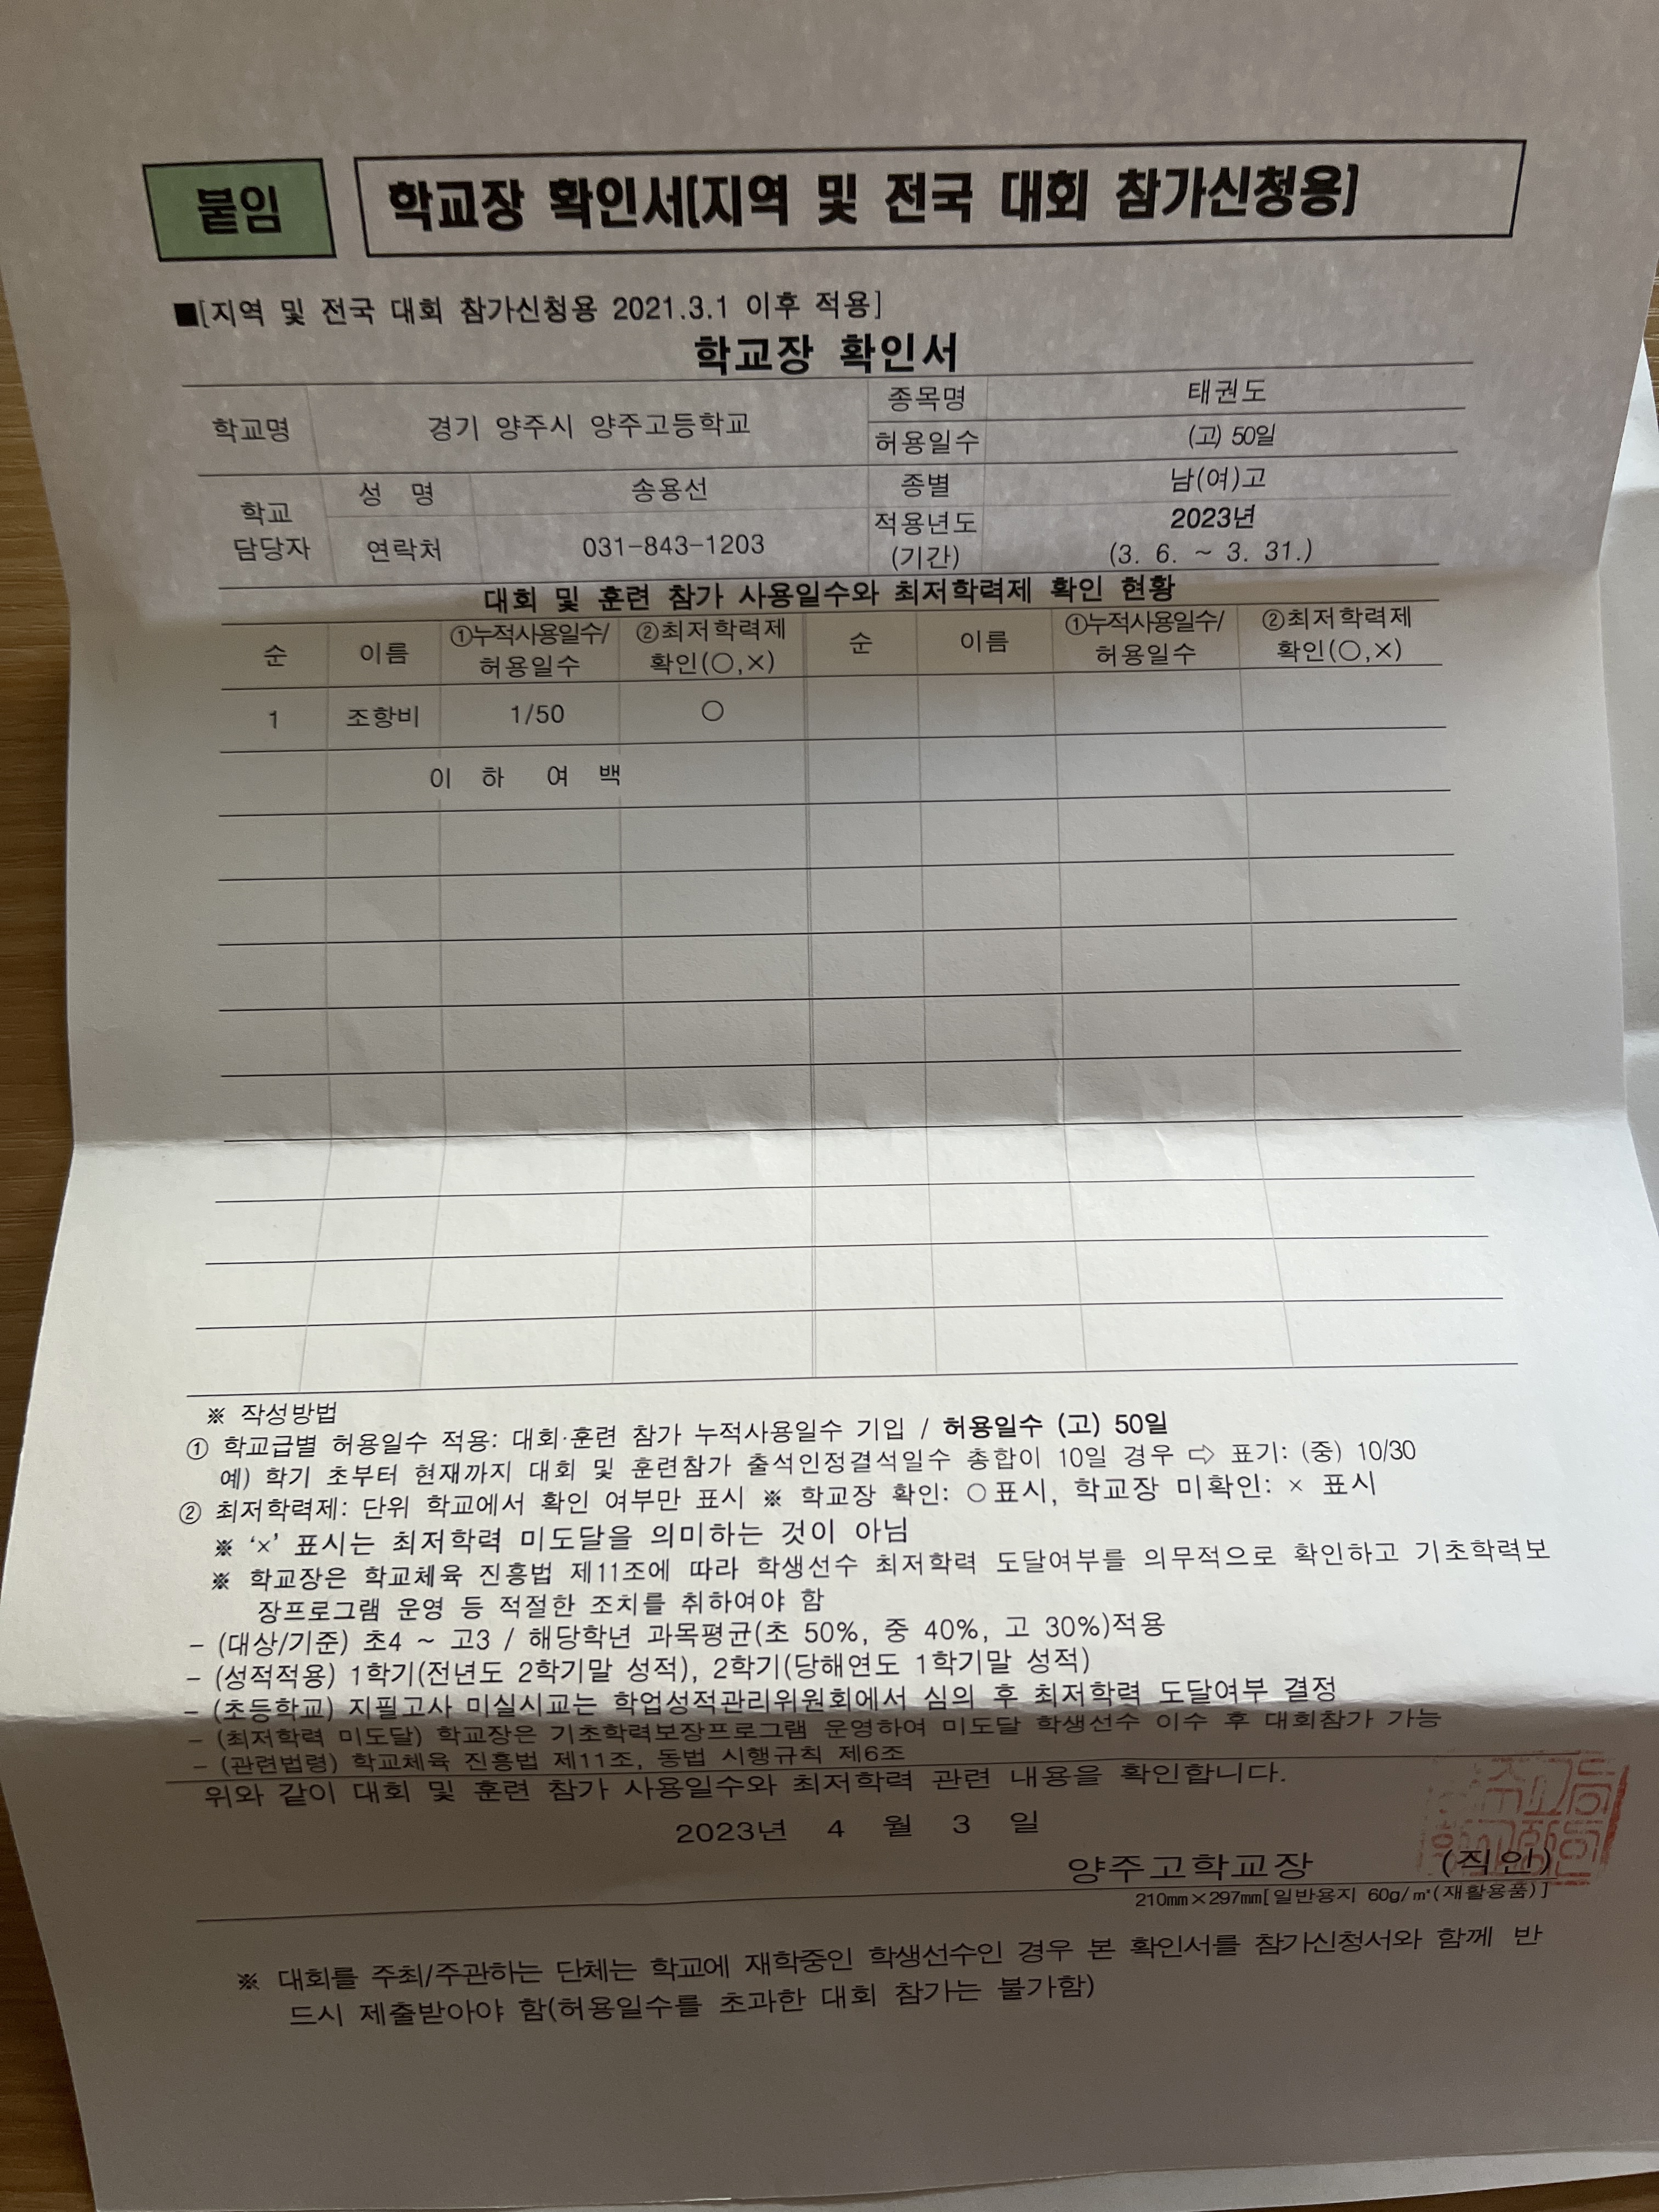 붙임
학교장 확인서[지역 및 전국 대회 참가신청용]
■[지역 및 전국 대회 참가신청용 2021.3.1 이후 적용]
학교장 확인서
학교명 경기 양주시 양주고등학교 종목명 태권도
허용일수 (고) 50일
학교 담당자 성 명 송용선 종별 남(여)고
연락처 031-843-1203 적용년도 (기간) 2023년 (3. 6. ~ 3. 31.)
대회 및 훈련 참가 사용일수와 최저학력제 확인 현황
순 이름 ①누적사용일수/허용일수 ②최저학력제 확인(○,×) 순 이름 ①누적사용일수/허용일수 ②최저학력제 확인(○,×)
1 조항비 1/50 ○
이 하 여 백
※ 작성방법
① 학교급별 허용일수 적용: 대회·훈련 참가 누적사용일수 기입 / 허용일수 (고) 50일
예) 학기 초부터 현재까지 대회 및 훈련참가 출석인정결석일수 총합이 10일 경우 ⇨ 표기: (중) 10/30
② 최저학력제: 단위 학교에서 확인 여부만 표시 ※ 학교장 확인: ○표시, 학교장 미확인: × 표시
※ ‘×’ 표시는 최저학력 미도달을 의미하는 것이 아님
※ 학교장은 학교체육 진흥법 제11조에 따라 학생선수 최저학력 도달여부를 의무적으로 확인하고 기초학력보
장프로그램 운영 등 적절한 조치를 취하여야 함
- (대상/기준) 초4 ~ 고3 / 해당학년 과목평균(초 50%, 중 40%, 고 30%)적용
- (성적적용) 1학기(전년도 2학기말 성적), 2학기(당해연도 1학기말 성적)
- (초등학교) 지필고사 미실시교는 학업성적관리위원회에서 심의 후 최저학력 도달여부 결정
- (최저학력 미도달) 학교장은 기초학력보장프로그램 운영하여 미도달 학생선수 이수 후 대회참가 가능
- (관련법령) 학교체육 진흥법 제11조, 동법 시행규칙 제6조
위와 같이 대회 및 훈련 참가 사용일수와 최저학력 관련 내용을 확인합니다.
2023년 4 월 3 일
양주고학교장 (직인)
210㎜×297㎜[일반용지 60g/㎡(재활용품)]
※ 대회를 주최/주관하는 단체는 학교에 재학중인 학생선수인 경우 본 확인서를 참가신청서와 함께 반
드시 제출받아야 함(허용일수를 초과한 대회 참가는 불가함)